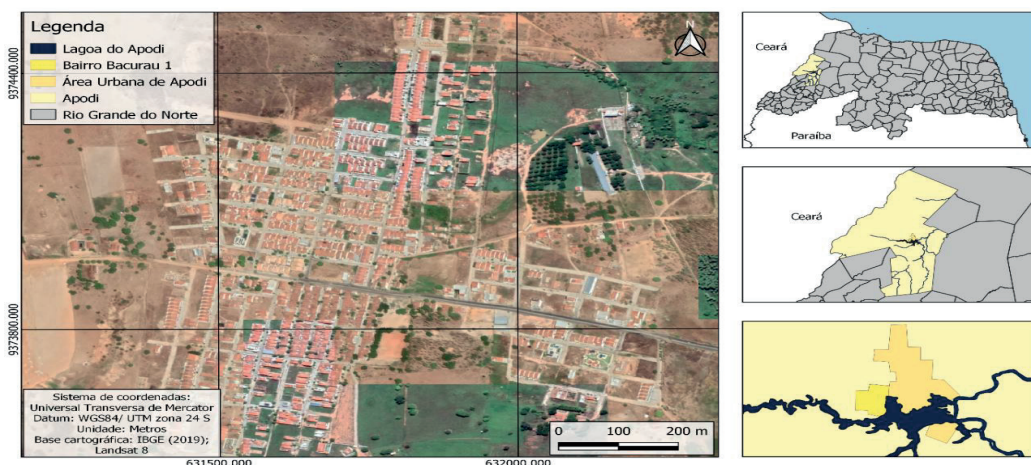 Legenda
Lagoa do Apodi
Bairro Bacurau 1
Área Urbana de Apodi
Apodi
Rio Grande do Norte
N
9374400.000
9373800.000
Sistema de coordenadas:
Universal Transversa de Mercator
Datum: WGS84/ UTM zona 24 S
Unidade: Metros
Base cartográfica: IBGE (2019);
Landsat 8
0 100 200 m
631500.000
632000.000
Ceará
Paraíba
Ceará